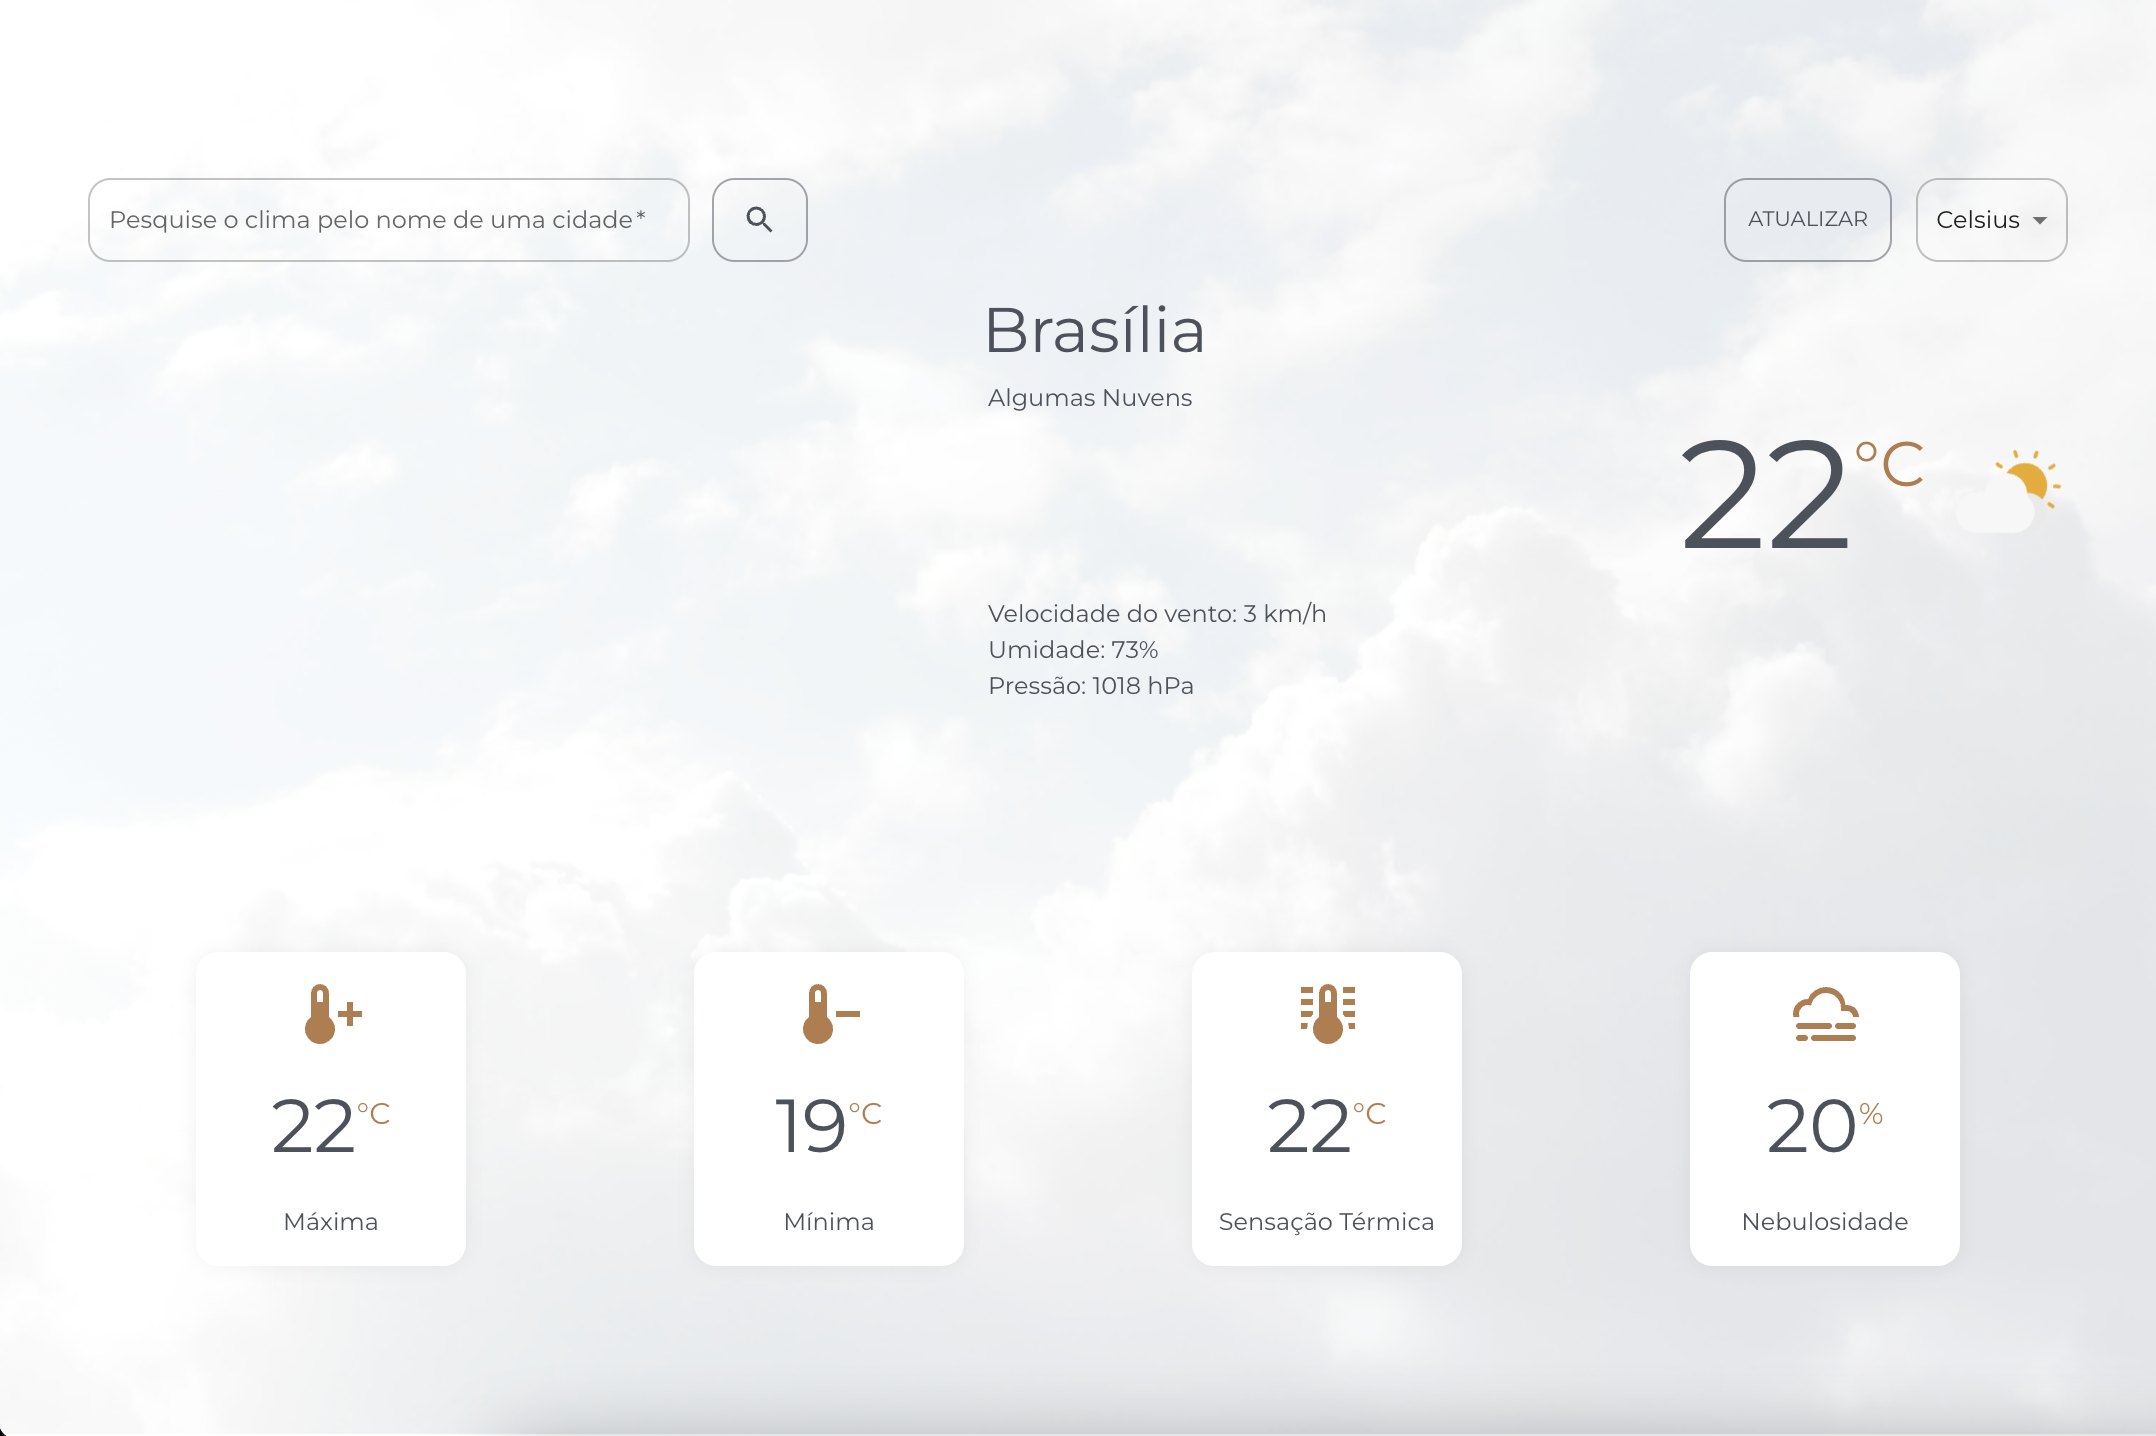 Pesquise o clima pelo nome de uma cidade *
ATUALIZAR
Celsius
Brasília
Algumas Nuvens
22 °C
Velocidade do vento: 3 km/h
Umidade: 73%
Pressão: 1018 hPa
22 °C
Máxima
19 °C
Mínima
22 °C
Sensação Térmica
20 %
Nebulosidade